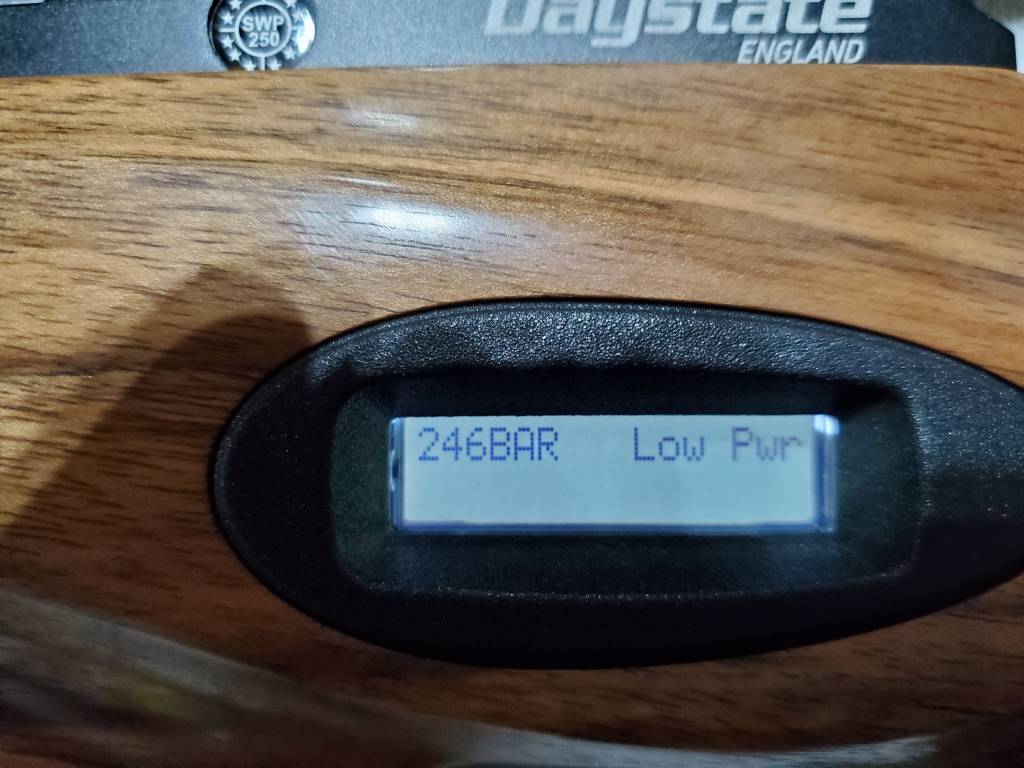 SWP
250
Daystate
ENGLAND
246BAR Low Pwr